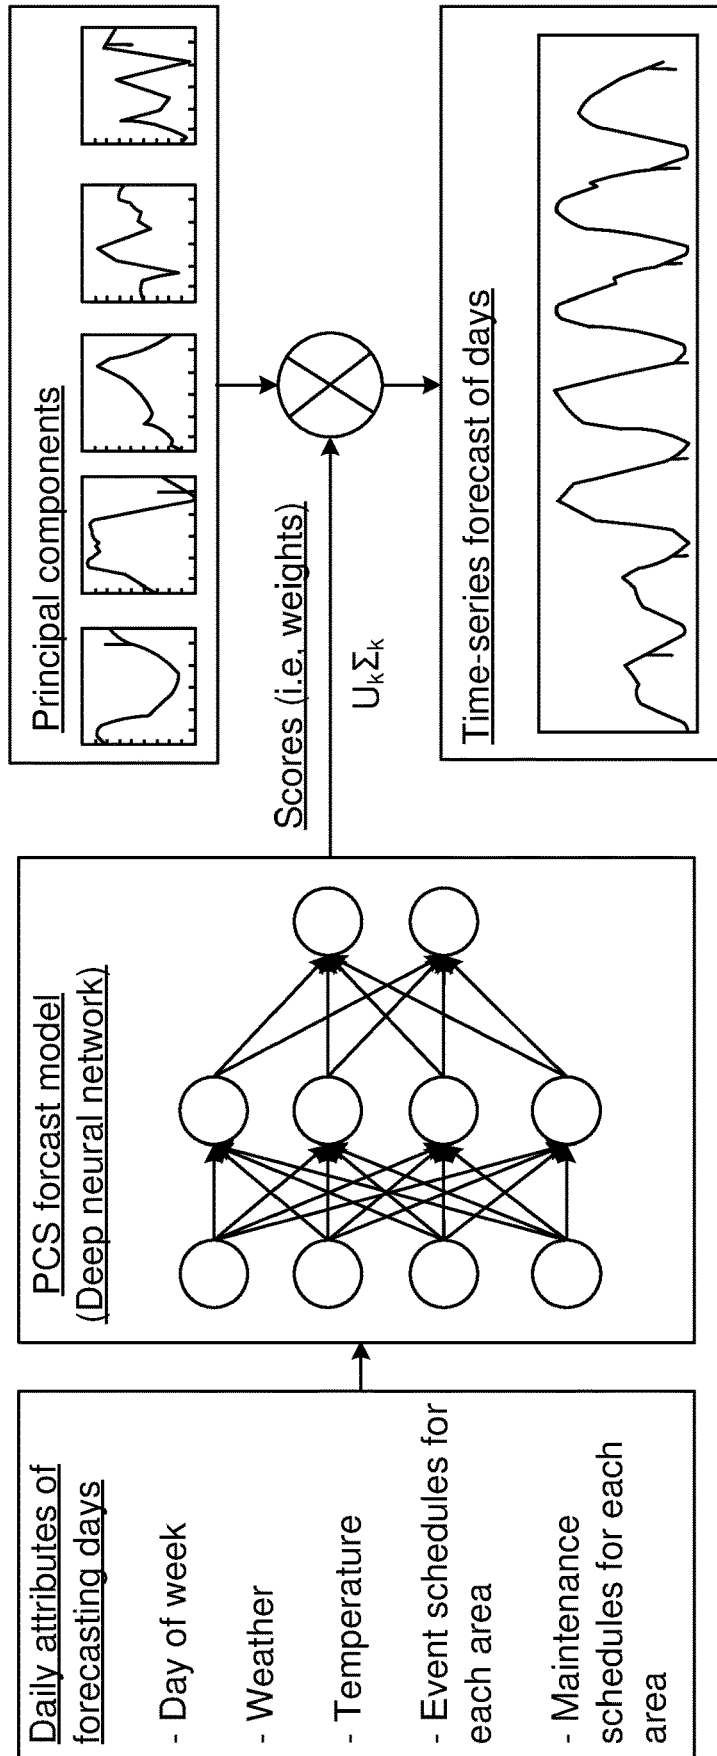 Daily attributes of
forecasting days
- Day of week
- Weather
- Temperature
- Event schedules for
each area
- Maintenance
schedules for each
area
PCS forcast model
(Deep neural network)
Scores (i.e, weights)
UₖΣₖ
Principal components
Time-series forecast of days